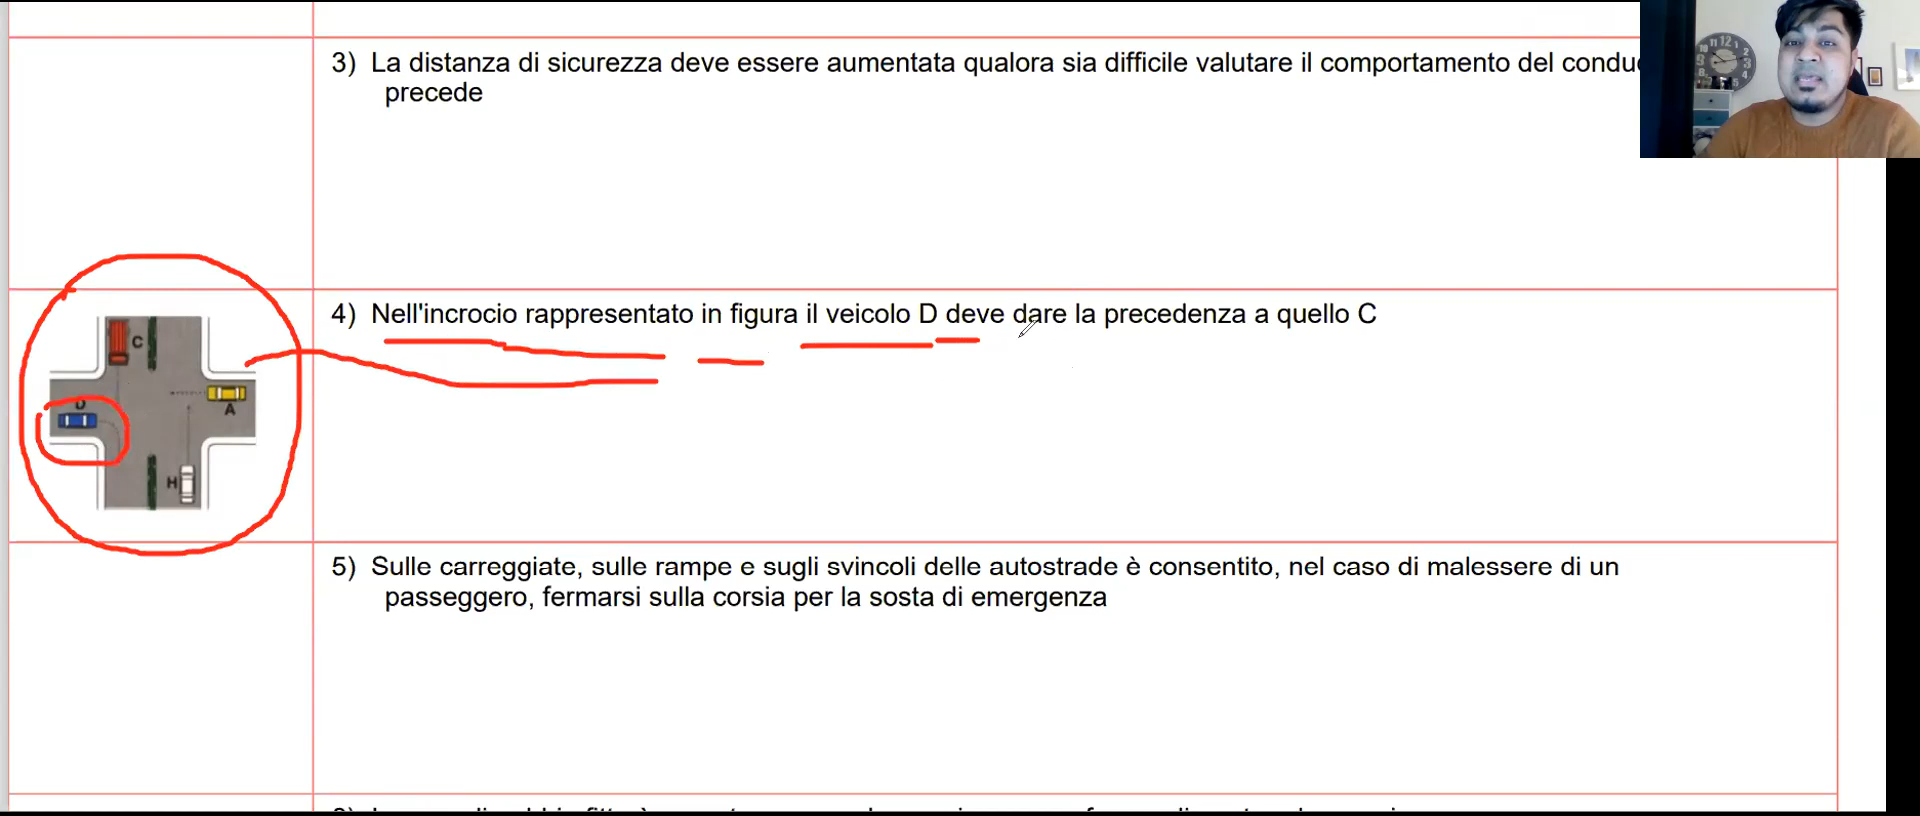 3) La distanza di sicurezza deve essere aumentata qualora sia difficile valutare il comportamento del
precede
4) Nell'incrocio rappresentato in figura il veicolo D deve dare la precedenza a quello C
C
D
A
H
5) Sulle carreggiate, sulle rampe e sugli svincoli delle autostrade è consentito, nel caso di malessere di un
passeggero, fermarsi sulla corsia per la sosta di emergenza